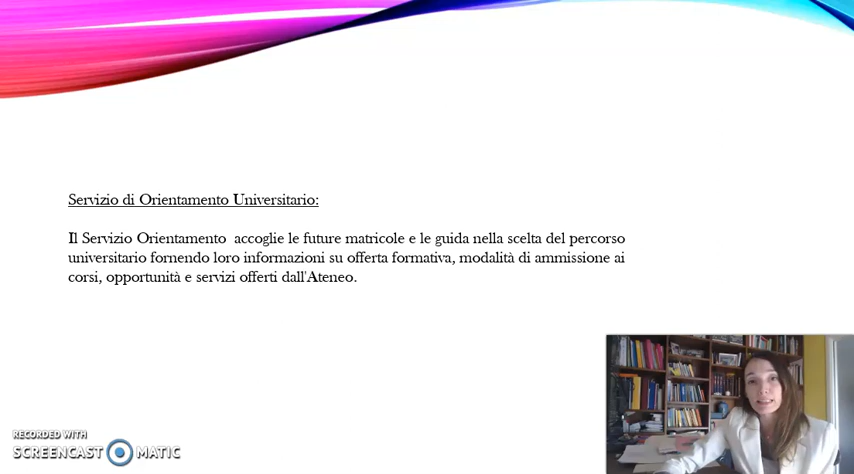 Servizio di Orientamento Universitario:
Il Servizio Orientamento  accoglie le future matricole e le guida nella scelta del percorso
universitario fornendo loro informazioni su offerta formativa, modalità di ammissione ai
corsi, opportunità e servizi offerti dall'Ateneo.
RECORDED WITH
SCREENCAST MATIC